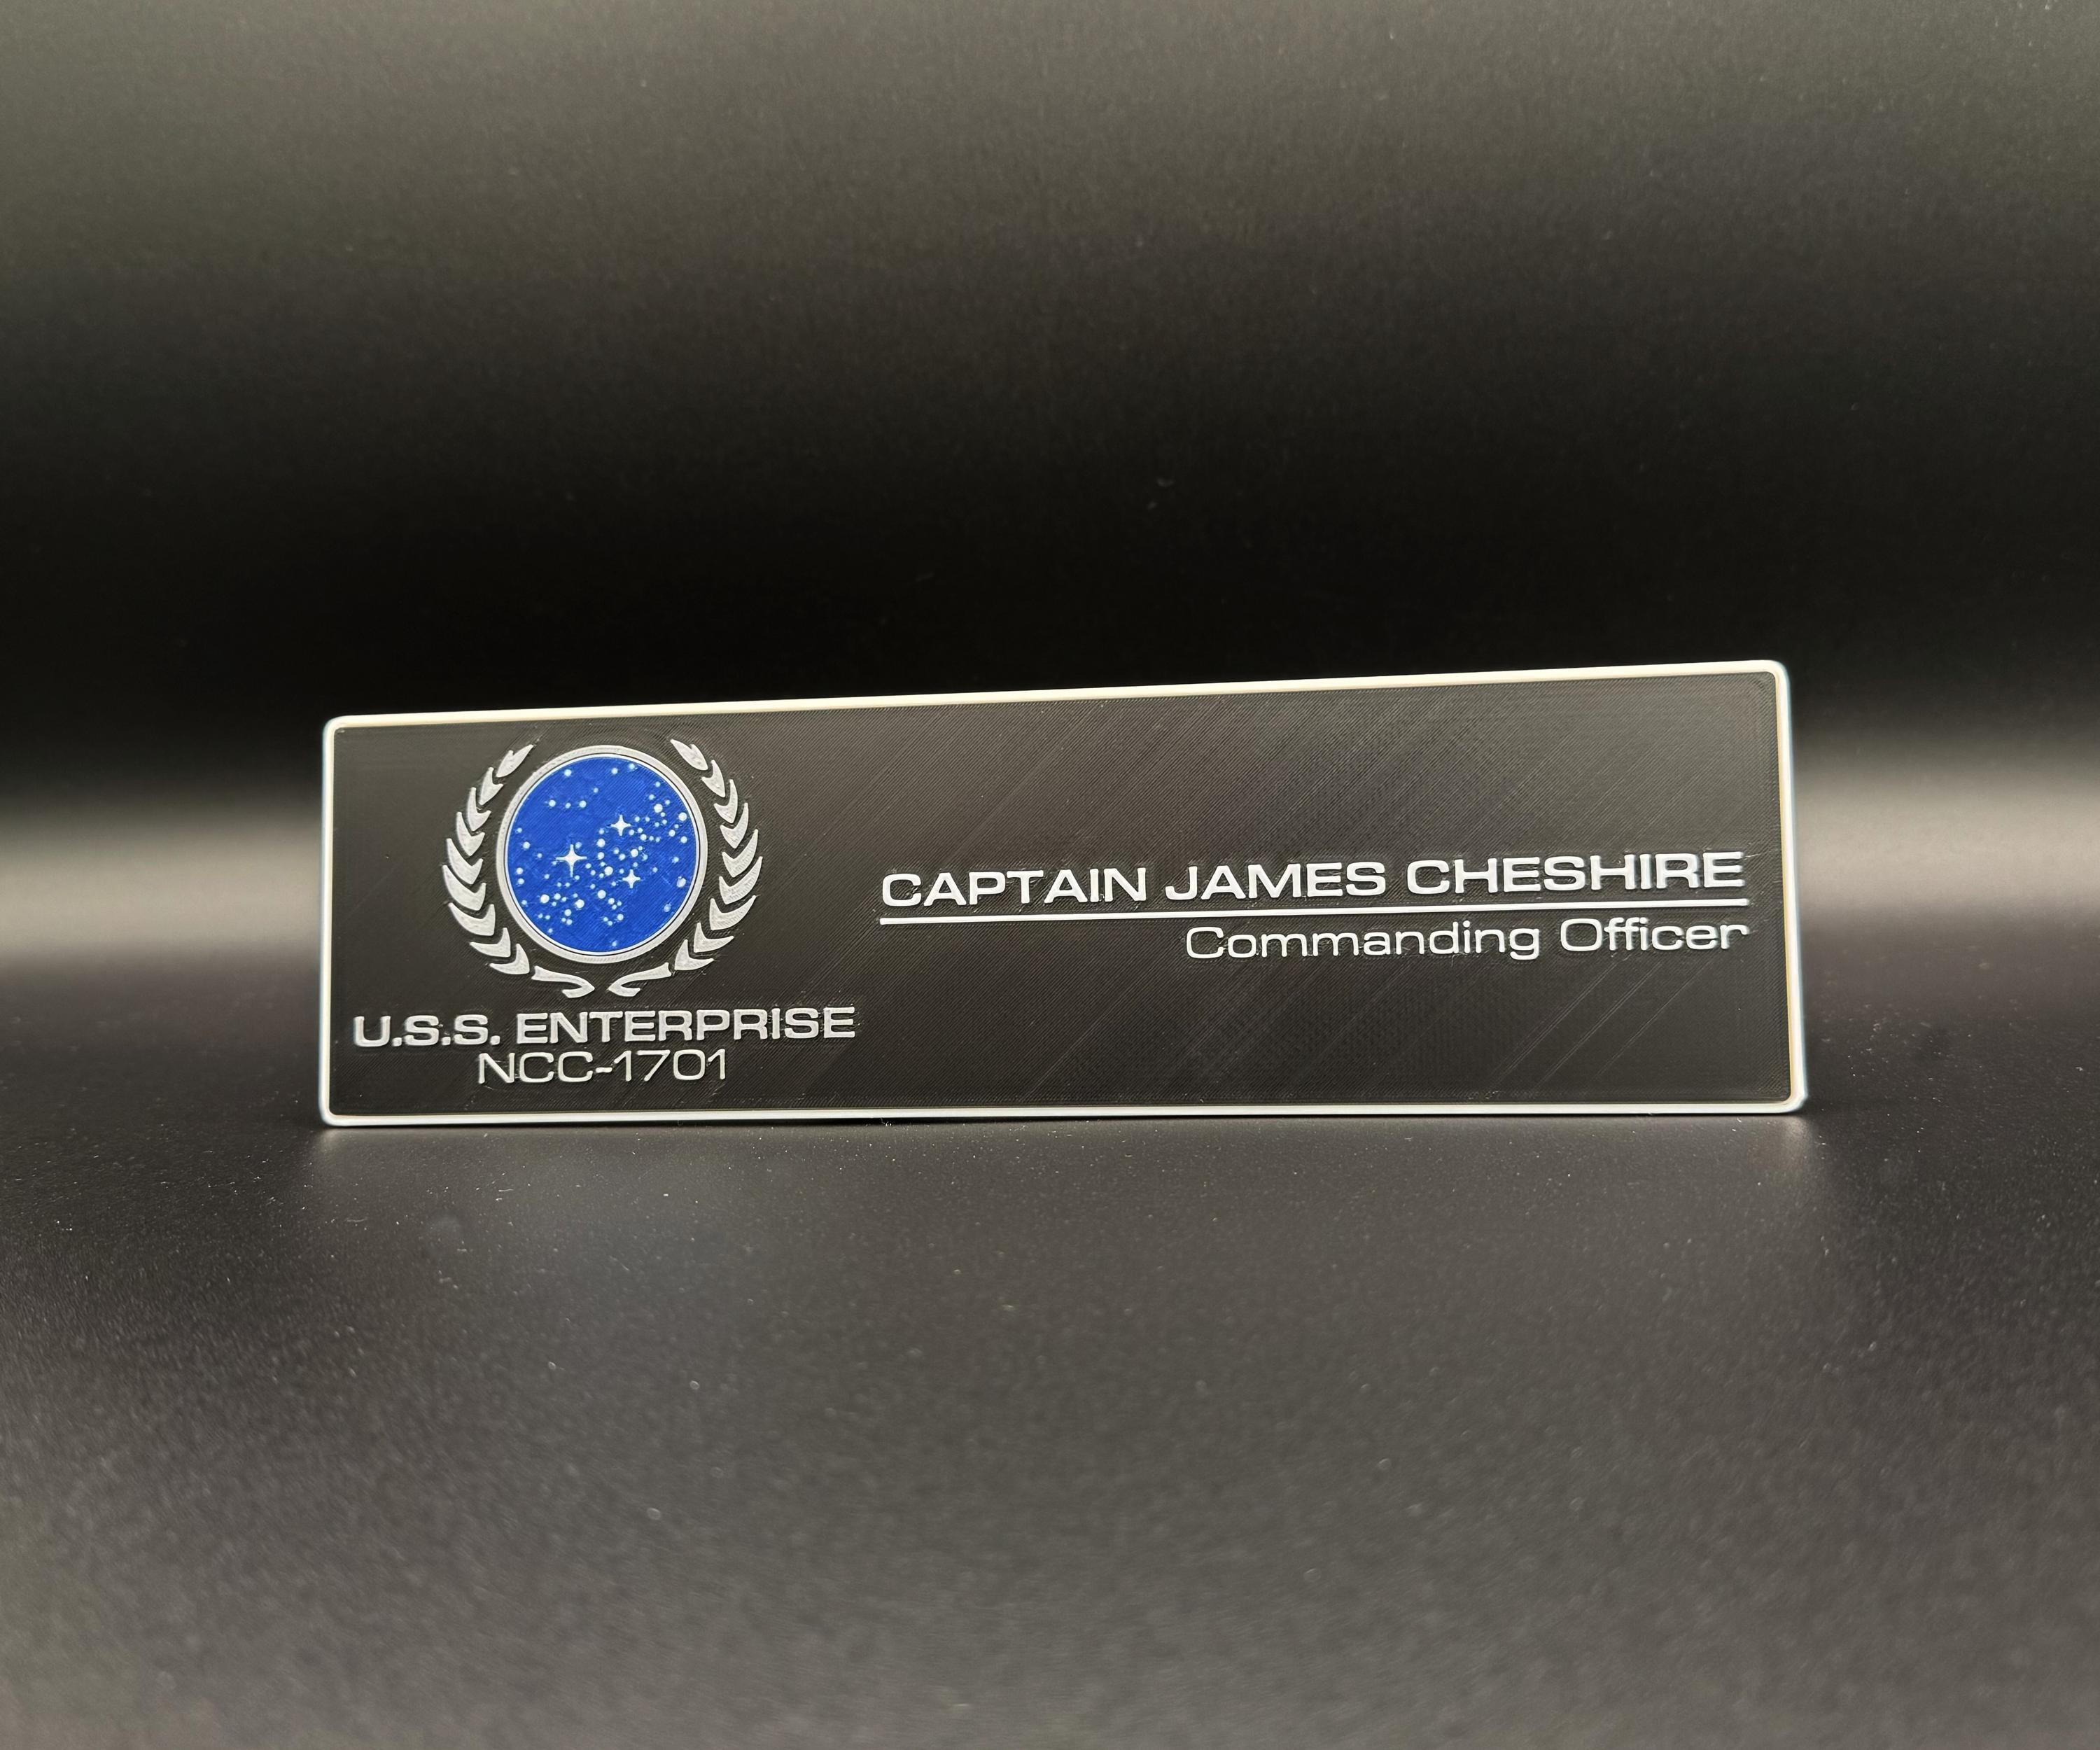 U.S.S. ENTERPRISE
NCC-1701
CAPTAIN JAMES CHESHIRE
Commanding Officer